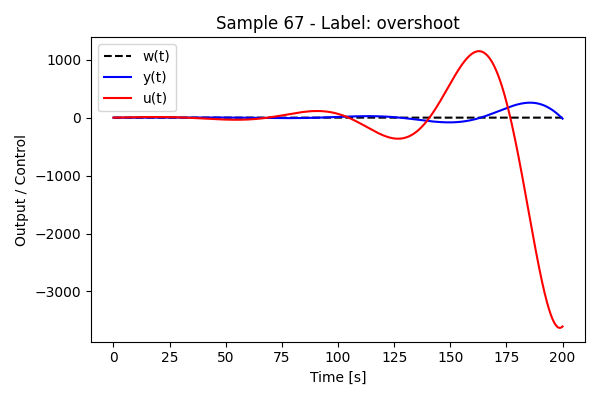 Sample 67 - Label: overshoot
w(t)
y(t)
u(t)
1000
0
−1000
−2000
−3000
Output / Control
0 25 50 75 100 125 150 175 200
Time [s]